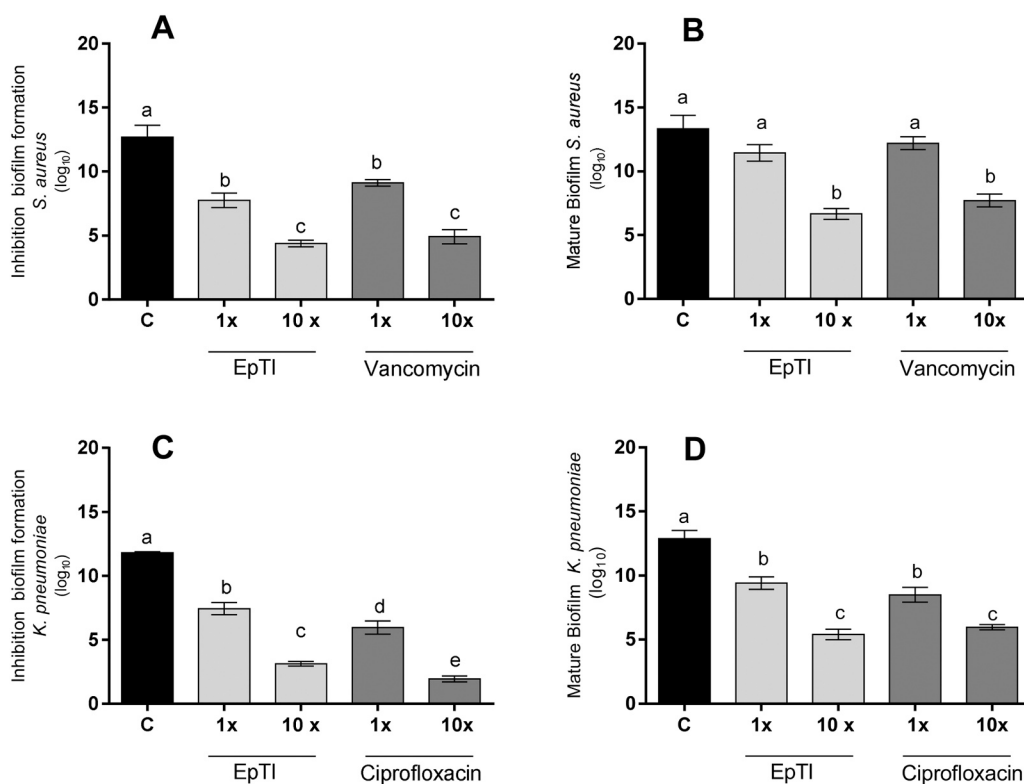 A
Inhibition biofilm formation
S. aureus
(log10)
20
15
10
5
0
a
b
c
b
c
C
1x
10 x
1x
10x
EpTI
Vancomycin
B
Mature Biofilm S. aureus
(log10)
20
15
10
5
0
a
a
b
a
b
C
1x
10 x
1x
10x
EpTI
Vancomycin
C
Inhibition biofilm formation
K. pneumoniae
(log10)
20
15
10
5
0
a
b
c
d
e
C
1x
10 x
1x
10x
EpTI
Ciprofloxacin
D
Mature Biofilm K. pneumoniae
(log10)
20
15
10
5
0
a
b
c
b
c
C
1x
10 x
1x
10x
EpTI
Ciprofloxacin